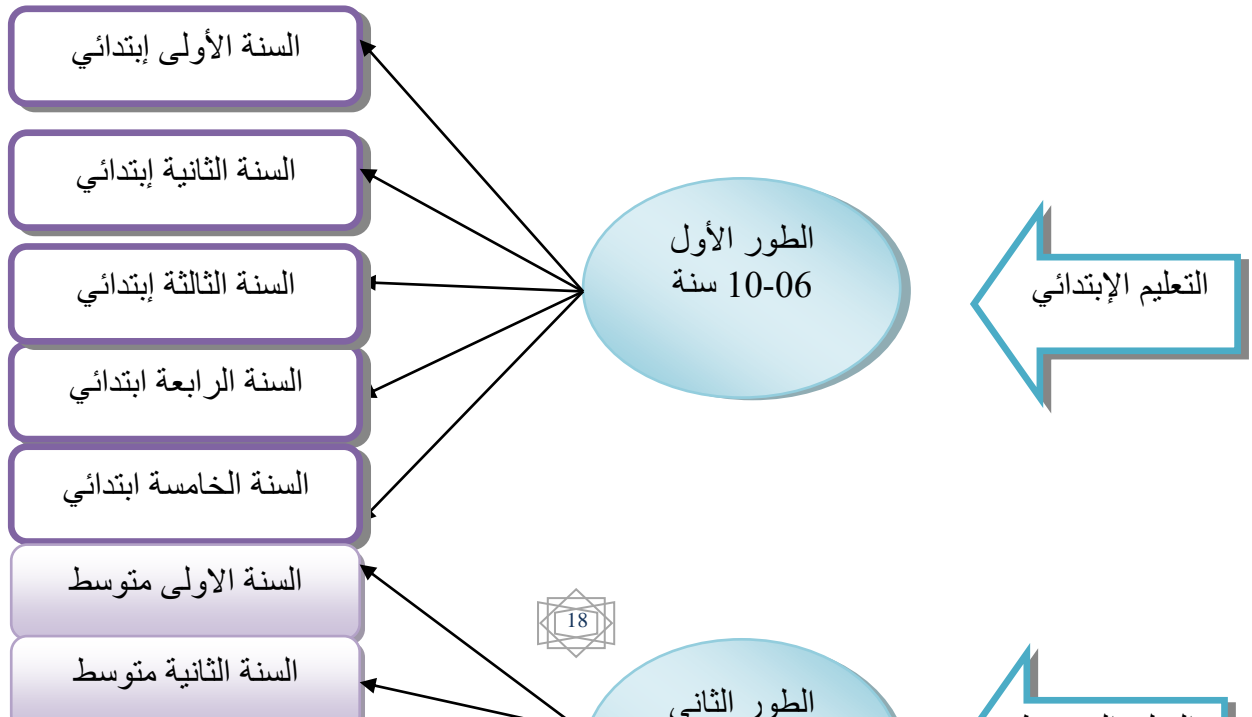 التعليم الإبتدائي
الطور الأول
10-06 سنة
السنة الأولى إبتدائي
السنة الثانية إبتدائي
السنة الثالثة إبتدائي
السنة الرابعة ابتدائي
السنة الخامسة ابتدائي
الطور الثاني
السنة الاولى متوسط
السنة الثانية متوسط
18